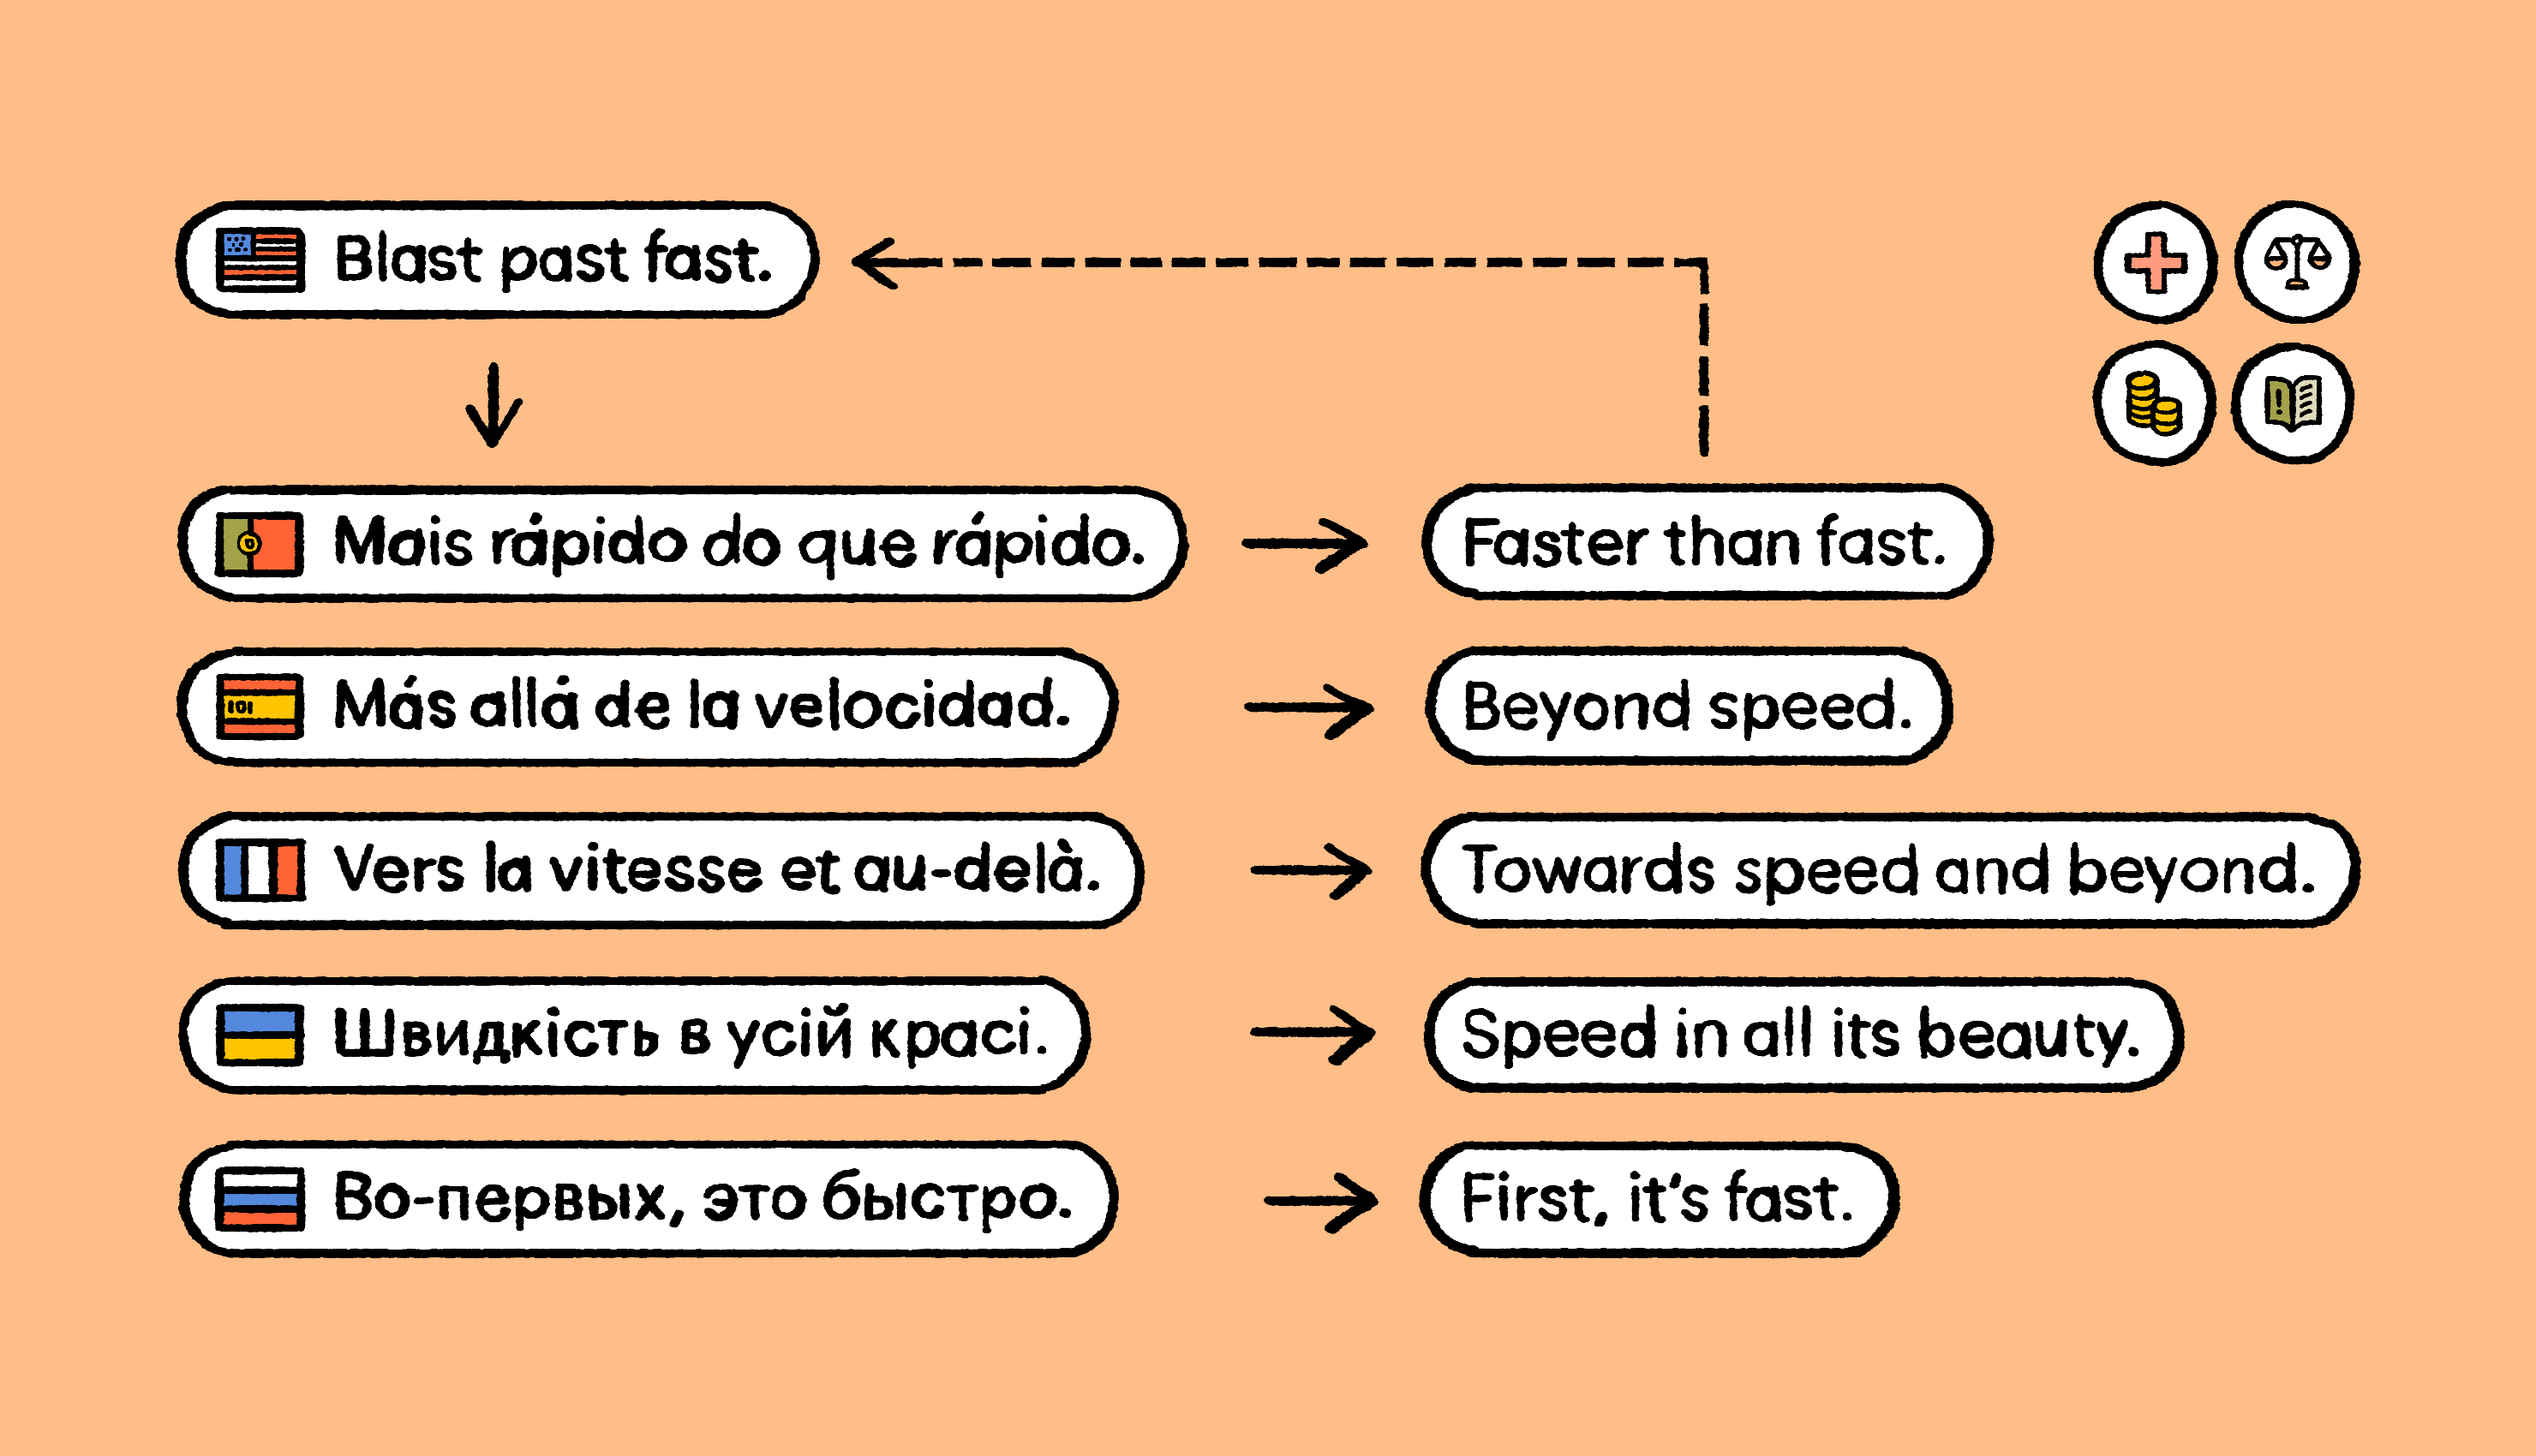 Blast past fast.
Mais rápido do que rápido.
Faster than fast.
Más allá de la velocidad.
Beyond speed.
Vers la vitesse et au-delà.
Towards speed and beyond.
Швидкість в усій красі.
Speed in all its beauty.
Во-первых, это быстро.
First, it's fast.